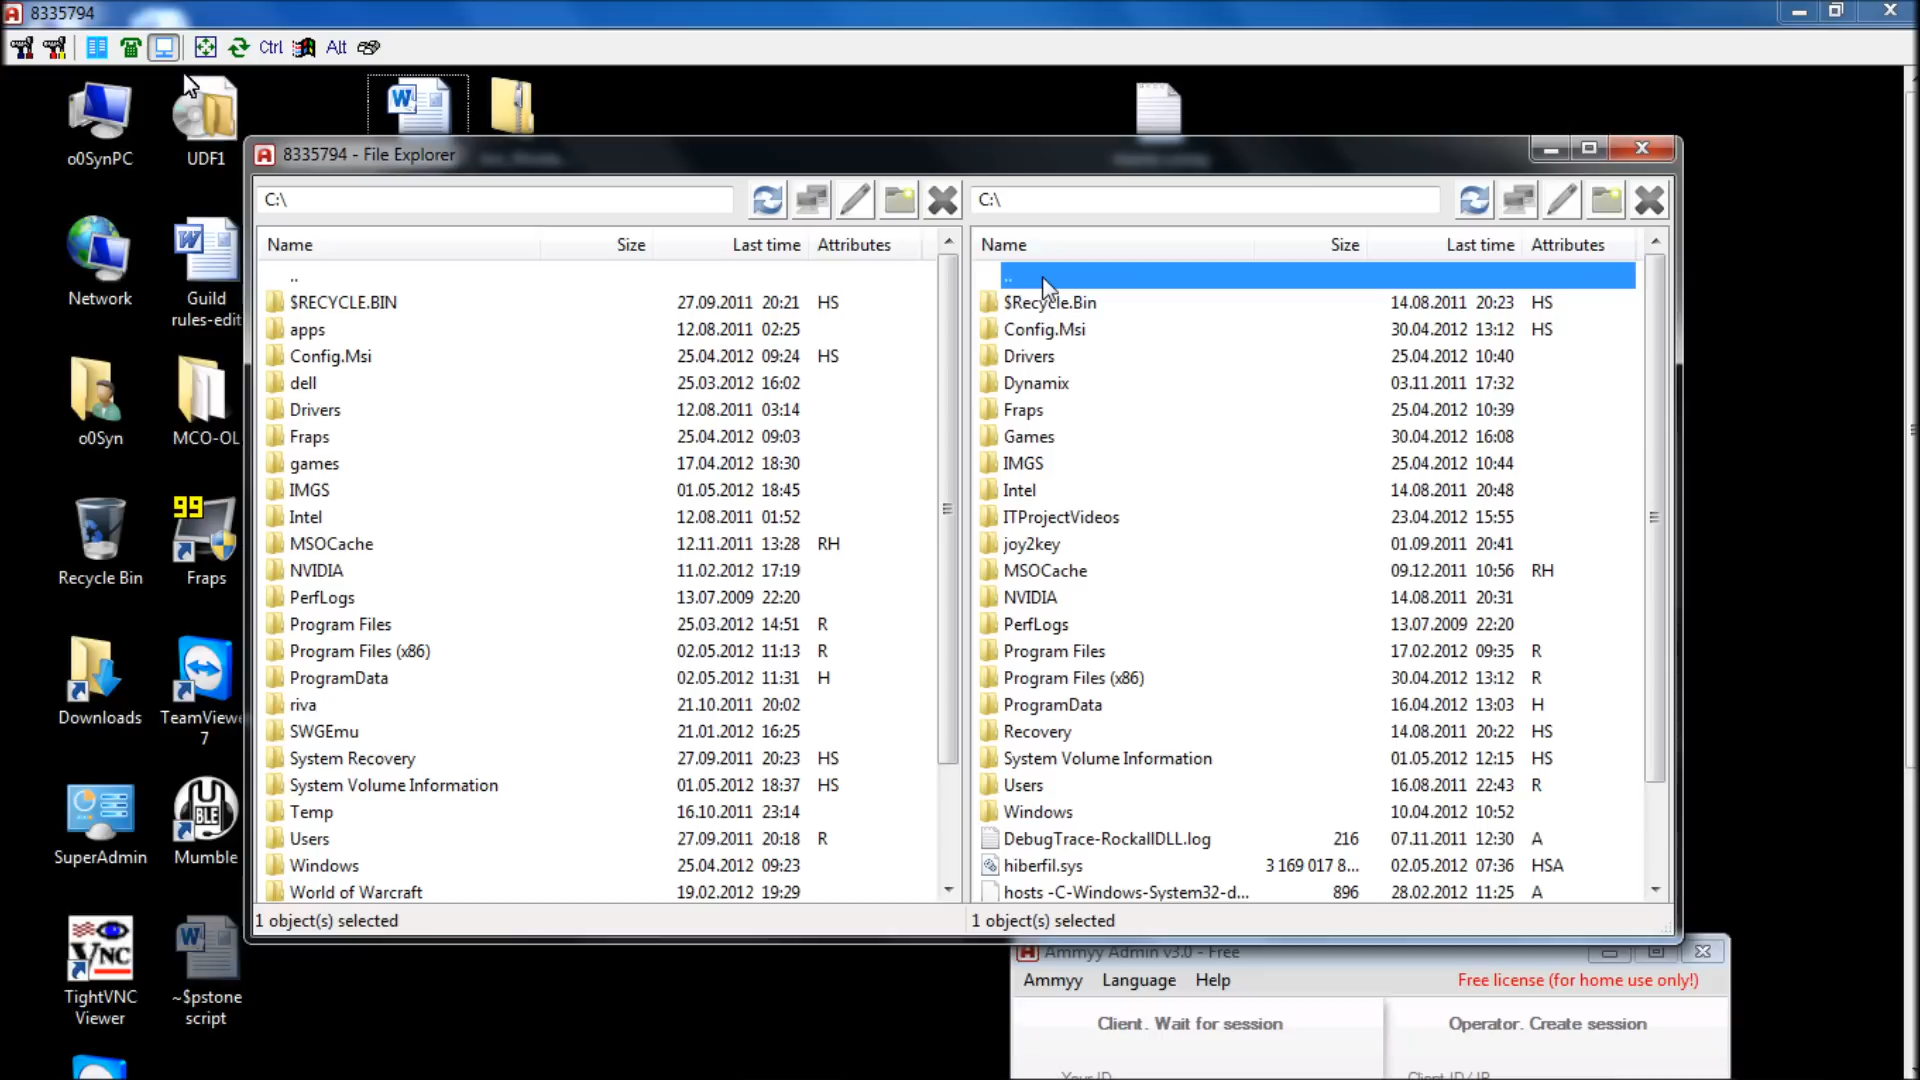 8335794
Ctrl Alt
o0SynPC
UDF1
Network
Guild
rules-edit
o0Syn
MCO-OL
99
Recycle Bin
Fraps
Downloads
TeamViewe
7
SuperAdmin
BLE
Mumble
VNC
TightVNC
Viewer
~$pstone
script
8335794 - File Explorer
C:\
Name Size Last time Attributes
..
$RECYCLE.BIN 27.09.2011 20:21 HS
apps 12.08.2011 02:25
Config.Msi 25.04.2012 09:24 HS
dell 25.03.2012 16:02
Drivers 12.08.2011 03:14
Fraps 25.04.2012 09:03
games 17.04.2012 18:30
IMGS 01.05.2012 18:45
Intel 12.08.2011 01:52
MSOCache 12.11.2011 13:28 RH
NVIDIA 11.02.2012 17:19
PerfLogs 13.07.2009 22:20
Program Files 25.03.2012 14:51 R
Program Files (x86) 02.05.2012 11:13 R
ProgramData 02.05.2012 11:31 H
riva 21.10.2011 20:02
SWGEmu 21.01.2012 16:25
System Recovery 27.09.2011 20:23 HS
System Volume Information 01.05.2012 18:37 HS
Temp 16.10.2011 23:14
Users 27.09.2011 20:18 R
Windows 25.04.2012 09:23
World of Warcraft 19.02.2012 19:29
1 object(s) selected
C:\
Name Size Last time Attributes
..
$Recycle.Bin 14.08.2011 20:23 HS
Config.Msi 30.04.2012 13:12 HS
Drivers 25.04.2012 10:40
Dynamix 03.11.2011 17:32
Fraps 25.04.2012 10:39
Games 30.04.2012 16:08
IMGS 25.04.2012 10:44
Intel 14.08.2011 20:48
ITProjectVideos 23.04.2012 15:55
joy2key 01.09.2011 20:41
MSOCache 09.12.2011 10:56 RH
NVIDIA 14.08.2011 20:31
PerfLogs 13.07.2009 22:20
Program Files 17.02.2012 09:35 R
Program Files (x86) 30.04.2012 13:12 R
ProgramData 16.04.2012 13:03 H
Recovery 14.08.2011 20:22 HS
System Volume Information 01.05.2012 12:15 HS
Users 16.08.2011 22:43 R
Windows 10.04.2012 10:52
DebugTrace-RockallDLL.log 216 07.11.2011 12:30 A
hiberfil.sys 3 169 017 8... 02.05.2012 07:36 HSA
hosts -C-Windows-System32-d... 896 28.02.2012 11:25 A
1 object(s) selected
Ammyy Admin v3.0 - Free
Ammyy Language Help Free license (for home use only!)
Client. Wait for session Operator. Create session
Your ID Client ID/IP